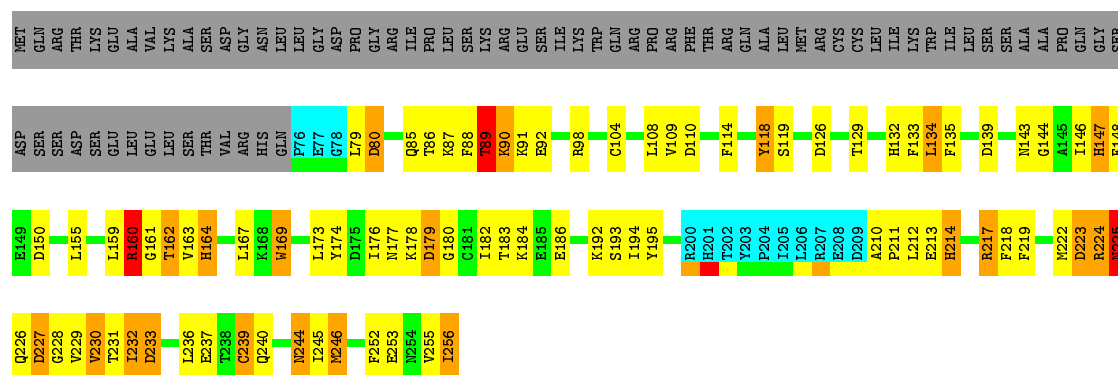 MET GLN ARG THR LYS GLU ALA VAL LYS ALA SER ASP GLY ASN LEU LEU GLY ASP PRO GLY ARG ILE PRO LEU SER LYS ARG GLU SER ILE LYS TRP GLN ARG PRO ARG PHE THR ARG GLN ALA LEU MET ARG CYS CYS LEU ILE LYS TRP ILE LEU SER SER ALA ALA PRO GLN GLY SER
ASP SER SER ASP SER GLU LEU GLU LEU SER THR VAL ARG HIS GLN P76 E77 G78 L79 D80 Q85 T86 K87 F88 T89 K90 K91 E92 R98 C104 L108 V109 D110 F114 Y118 S119 D126 T129 H132 F133 L134 F135 D139 N143 G144 A145 I146 H147 E148
E149 D150 L155 L159 R160 G161 T162 V163 H164 L167 K168 W169 L173 Y174 D175 I176 N177 K178 D179 G180 C181 I182 T183 K184 E185 E186 K192 S193 I194 Y195 R200 H201 T202 Y203 P204 I205 L206 R207 E208 D209 A210 P211 L212 E213 H214 R217 F218 F219 M222 D223 R224 N225
Q226 D227 G228 V229 V230 T231 I232 D233 L236 E237 T238 C239 Q240 N244 I245 M246 F252 E253 N254 V255 I256